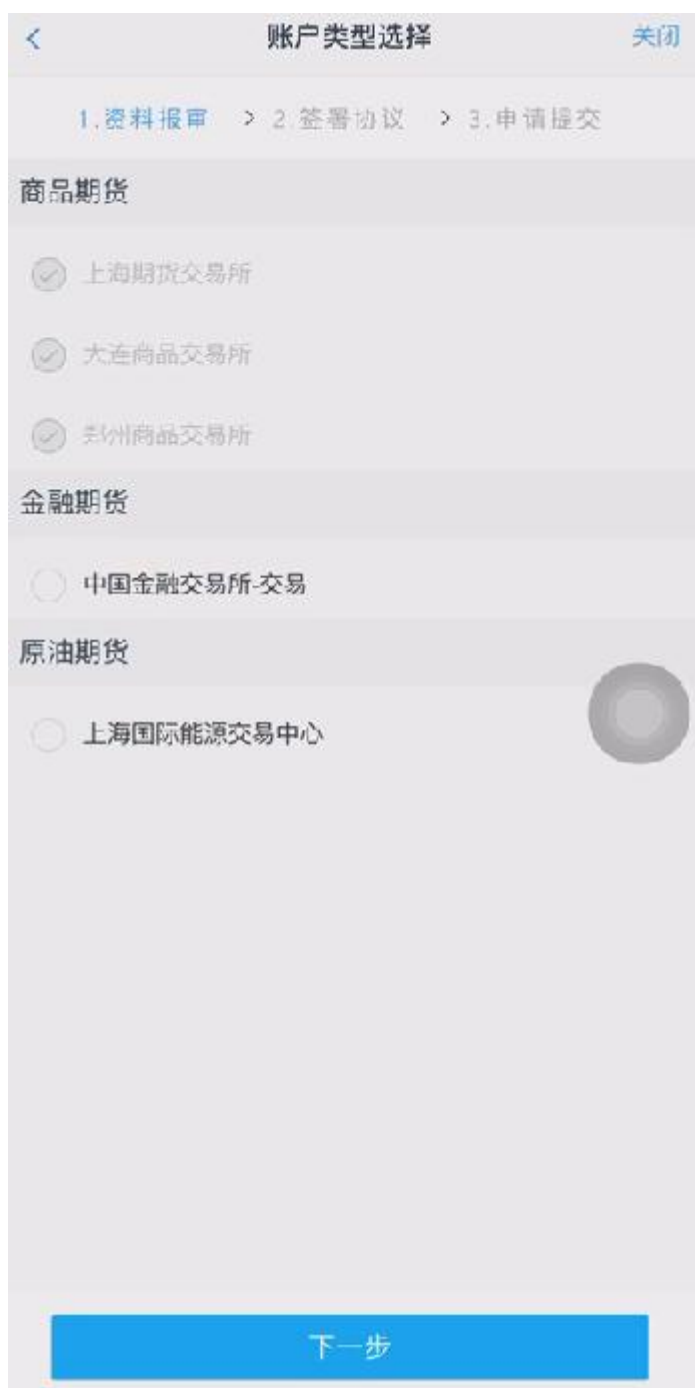 账户类型选择 关闭
1.资料报审 > 2.签署协议 > 3.申请提交
商品期货
上海期货交易所
大连商品交易所
郑州商品交易所
金融期货
中国金融交易所-交易
原油期货
上海国际能源交易中心
下一步